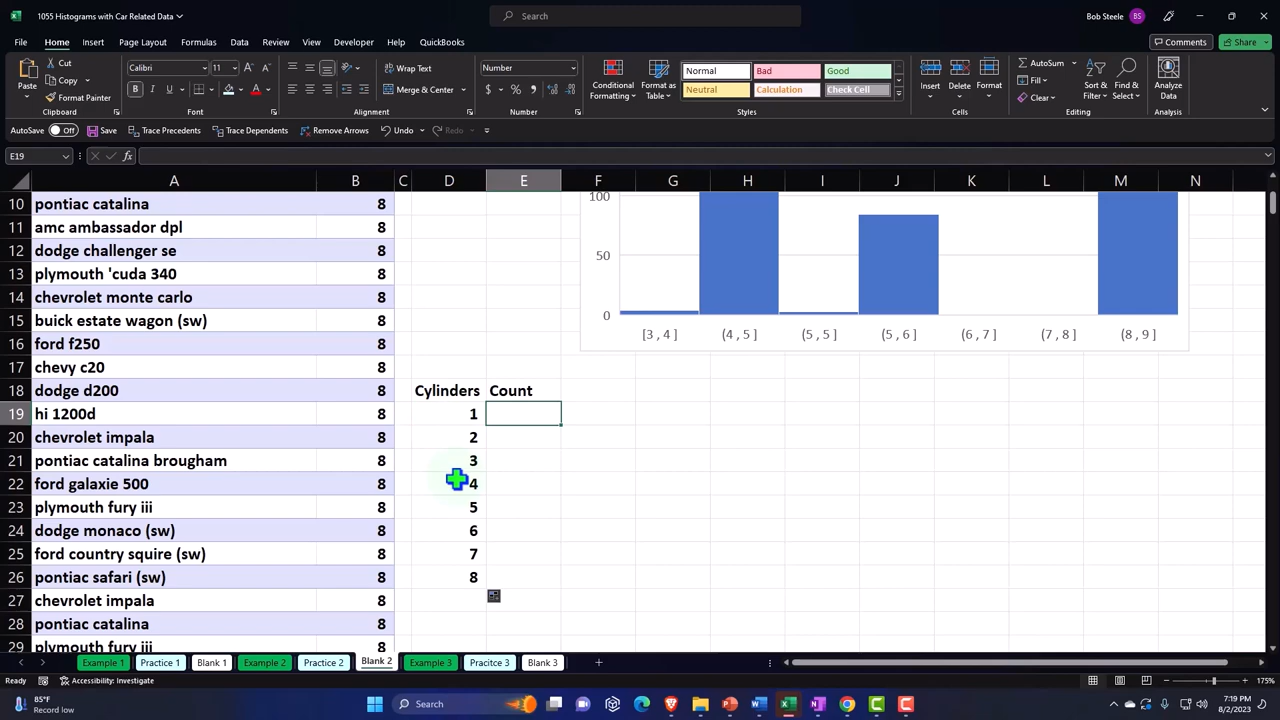 1055 Histograms with Car Related Data
Search
Bob Steele
BS
File Home Insert Page Layout Formulas Data Review View Developer Help QuickBooks
Comments
Share
Paste
Cut
Copy
Format Painter
Clipboard
Calibri
11
B I U
Font
Wrap Text
Merge & Center
Alignment
Number
$ % 9
Number
Conditional Formatting
Format as Table
Normal Bad Good
Neutral Calculation Check Cell
Styles
Insert Delete Format
Cells
AutoSum
Fill
Clear
Sort & Filter
Find & Select
Editing
Analyze Data
Analysis
AutoSave Off Save Trace Precedents Trace Dependents Remove Arrows Undo Redo
E19
fx
A B C D E F G H I J K L M N
10 pontiac catalina 8
11 amc ambassador dpl 8
12 dodge challenger se 8
13 plymouth 'cuda 340 8
14 chevrolet monte carlo 8
15 buick estate wagon (sw) 8
16 ford f250 8
17 chevy c20 8
18 dodge d200 8 Cylinders Count
19 hi 1200d 8 1
20 chevrolet impala 8 2
21 pontiac catalina brougham 8 3
22 ford galaxie 500 8 4
23 plymouth fury iii 8 5
24 dodge monaco (sw) 8 6
25 ford country squire (sw) 8 7
26 pontiac safari (sw) 8 8
27 chevrolet impala 8
28 pontiac catalina 8
29 plymouth fury iii 8
100
50
0
[3 , 4 ] (4 , 5 ] (5 , 5 ] (5 , 6 ] (6 , 7 ] (7 , 8 ] (8 , 9 ]
Example 1 Practice 1 Blank 1 Example 2 Practice 2 Blank 2 Example 3 Pracitce 3 Blank 3
Ready
Accessibility: Investigate
175%
85°F
Record low
Search
7:19 PM
8/2/2023